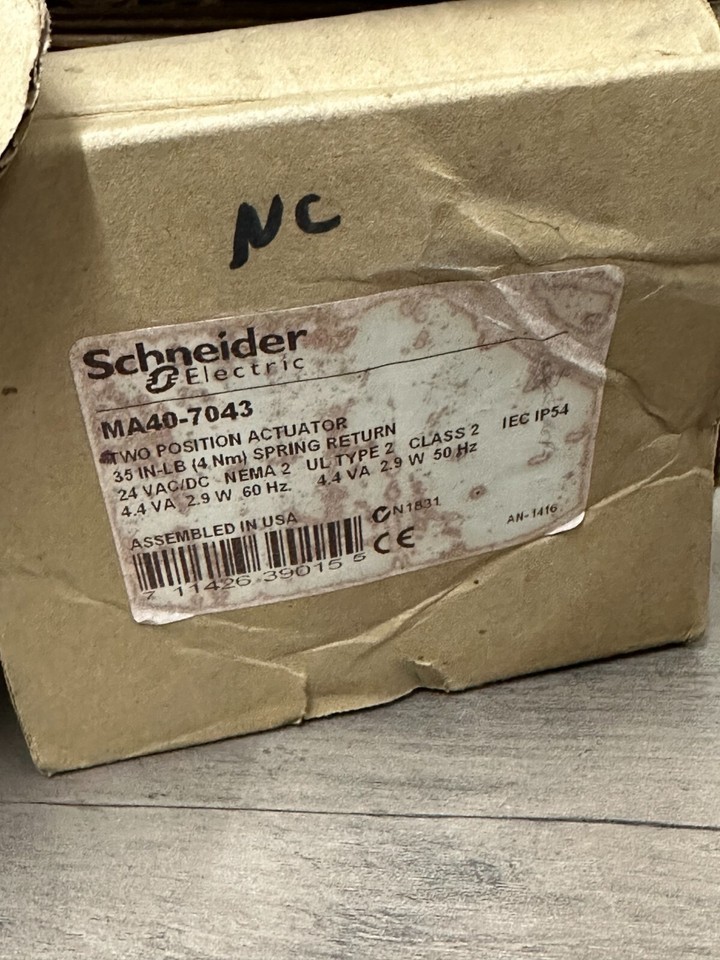 NC
Schneider
Electric
MA40-7043
TWO POSITION ACTUATOR
35 IN-LB (4 Nm) SPRING RETURN
24 VAC/DC NEMA 2 UL TYPE 2 CLASS 2 IEC IP54
4.4 VA 2.9 W 60 Hz. 4.4 VA 2.9 W 50 Hz
ASSEMBLED IN USA
N1831
AN-1416
CE
7 11426 39015 5